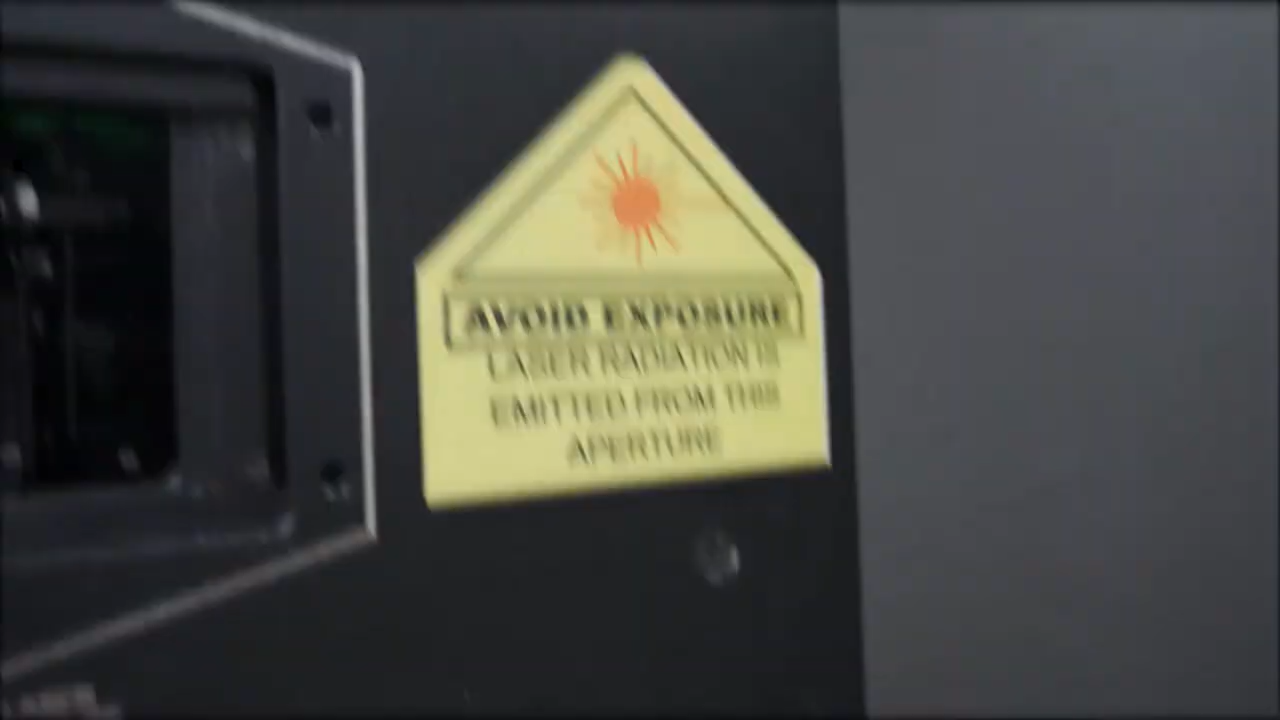 AVOID EXPOSURE
LASER RADIATION IS
EMITTED FROM THIS
APERTURE